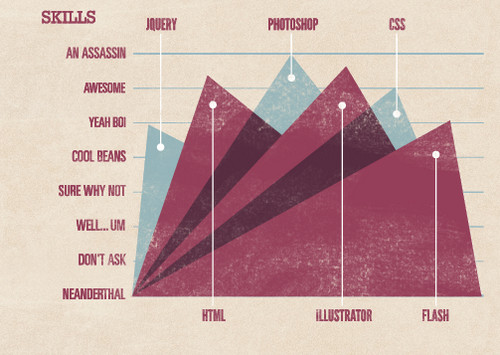 SKILLS
JQUERY
PHOTOSHOP
CSS
AN ASSASSIN
AWESOME
YEAH BOI
COOL BEANS
SURE WHY NOT
WELL... UM
DON'T ASK
NEANDERTHAL
HTML
ILLUSTRATOR
FLASH